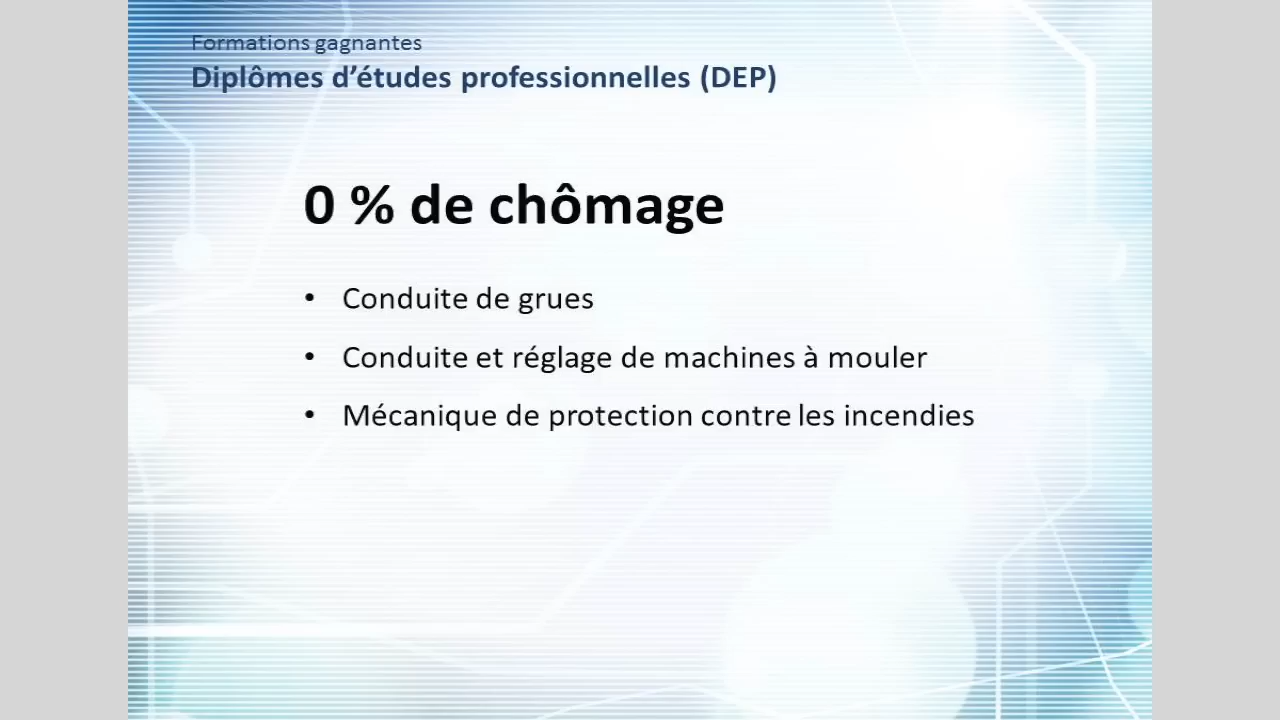 Formations gagnantes
Diplômes d’études professionnelles (DEP)
0 % de chômage
• Conduite de grues
• Conduite et réglage de machines à mouler
• Mécanique de protection contre les incendies